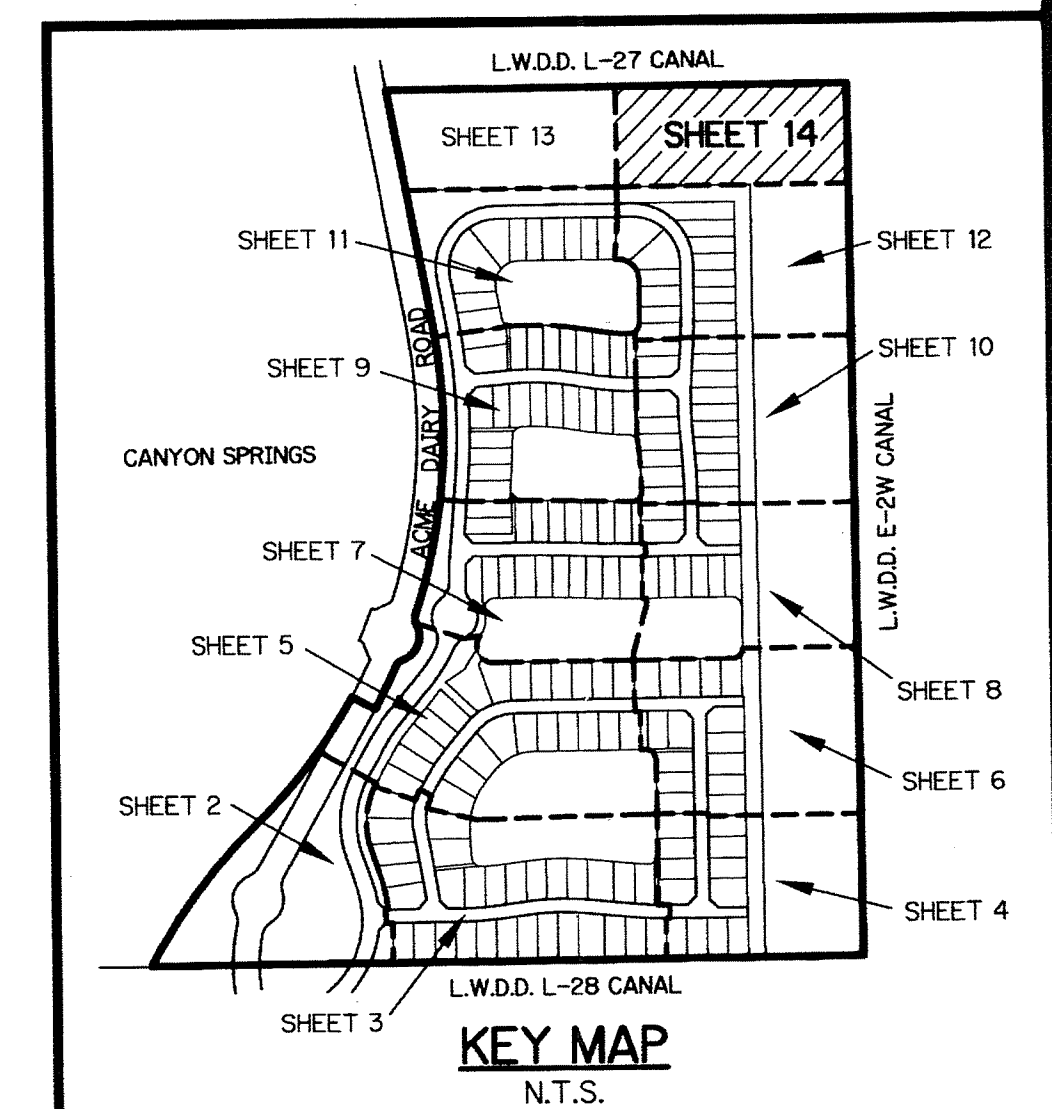 L.W.D.D. L-27 CANAL
SHEET 13
SHEET 14
SHEET 11
SHEET 12
ACME DAIRY ROAD
SHEET 9
SHEET 10
CANYON SPRINGS
L.W.D.D. E-2W CANAL
SHEET 7
SHEET 5
SHEET 8
SHEET 6
SHEET 2
SHEET 4
L.W.D.D. L-28 CANAL
SHEET 3
KEY MAP
N.T.S.